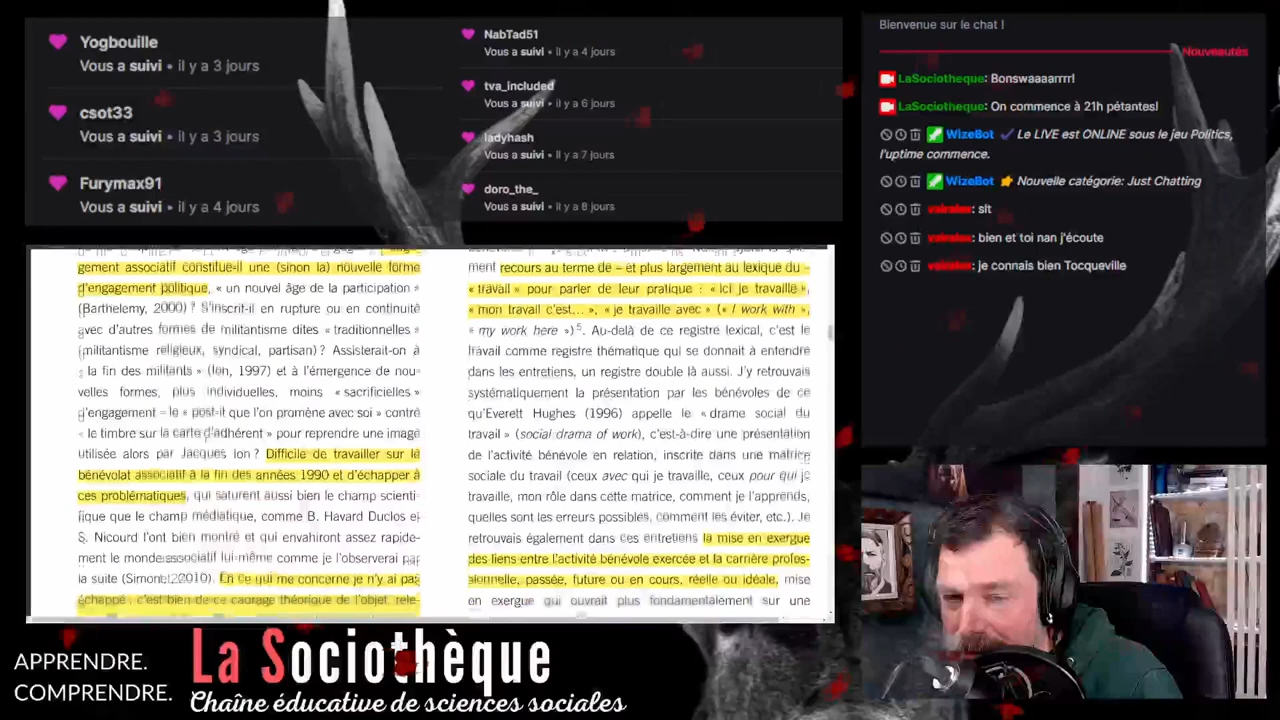 Yogbouille
Vous a suivi • il y a 3 jours
csot33
Vous a suivi • il y a 3 jours
Furymax91
Vous a suivi • il y a 4 jours
NabTad51
Vous a suivi • il y a 4 jours
tva_included
Vous a suivi • il y a 6 jours
ladyhash
Vous a suivi • il y a 7 jours
doro_the_
Vous a suivi • il y a 8 jours
Bienvenue sur le chat !
Nouveautés
LaSociotheque: Bonswaaaarrrr!
LaSociotheque: On commence à 21h pétantes!
WizeBot Le LIVE est ONLINE sous le jeu Politics,
l'uptime commence.
WizeBot Nouvelle catégorie: Just Chatting
slt
bien et toi nan j'écoute
je connais bien Tocqueville
gement associatif constitue-il une (sinon la) nouvelle forme
d'engagement politique, « un nouvel âge de la participation »
(Barthelemy, 2000) ? S'inscrit-il en rupture ou en continuité
avec d'autres formes de militantisme dites « traditionnelles »
(militantisme religieux, syndical, partisan) ? Assisterait-on à
la fin des militants » (Ion, 1997) et à l'émergence de nou-
velles formes, plus individuelles, moins « sacrificielles »
d'engagement – le « post-it que l'on promène avec soi » contre
« le timbre sur la carte d'adhérent » pour reprendre une image
utilisée alors par Jacques Ion ? Difficile de travailler sur le
bénévolat associatif à la fin des années 1990 et d'échapper à
ces problématiques, qui saturent aussi bien le champ scienti-
fique que le champ médiatique, comme B. Havard Duclos et
S. Nicourd l'ont bien montré et qui envahiront assez rapide-
ment le monde associatif lui-même comme je l'observerai par
la suite (Simonet, 2010). En ce qui me concerne je n'y ai pas
échappé : c'est bien de ce cadrage théorique de l'objet, rele-
ment recours au terme de – et plus largement au lexique du –
« travail » pour parler de leur pratique : « Ici je travaille »,
« mon travail c'est... », « je travaille avec » (« I work with »,
« my work here »)5. Au-delà de ce registre lexical, c'est le
travail comme registre thématique qui se donnait à entendre
dans les entretiens, un registre double là aussi. J'y retrouvais
systématiquement la présentation par les bénévoles de ce
qu'Everett Hughes (1996) appelle le « drame social du
travail » (social drama of work), c'est-à-dire une présentation
de l'activité bénévole en relation, inscrite dans une matrice
sociale du travail (ceux avec qui je travaille, ceux pour qui je
travaille, mon rôle dans cette matrice, comment je l'apprends,
quelles sont les erreurs possibles, comment les éviter, etc.). Je
retrouvais également dans ces entretiens la mise en exergue
des liens entre l'activité bénévole exercée et la carrière profes-
sionnelle, passée, future ou en cours, réelle ou idéale, mise
en exergue qui ouvrait plus fondamentalement sur une
APPRENDRE.
COMPRENDRE.
La Sociothèque
Chaîne éducative de sciences sociales